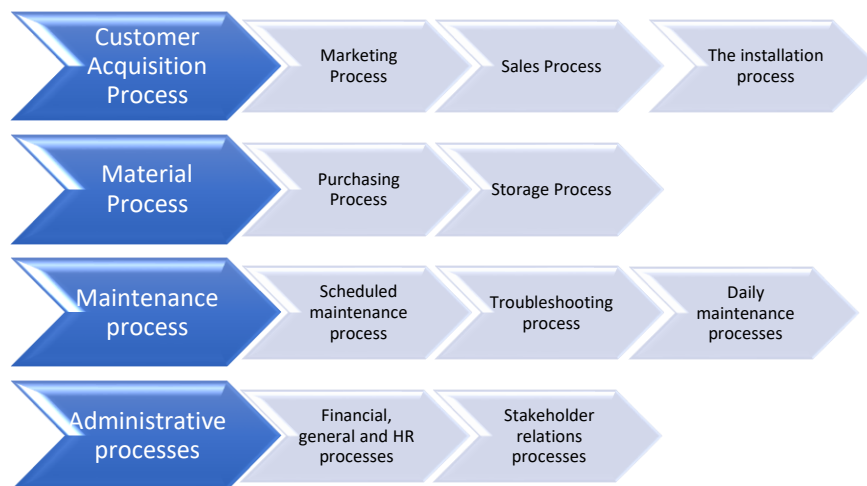 Customer
Acquisition
Process
Marketing
Process
Sales Process
The installation
process
Material
Process
Purchasing
Process
Storage Process
Maintenance
process
Scheduled
maintenance
process
Troubleshooting
process
Daily
maintenance
processes
Administrative
processes
Financial,
general and HR
processes
Stakeholder
relations
processes